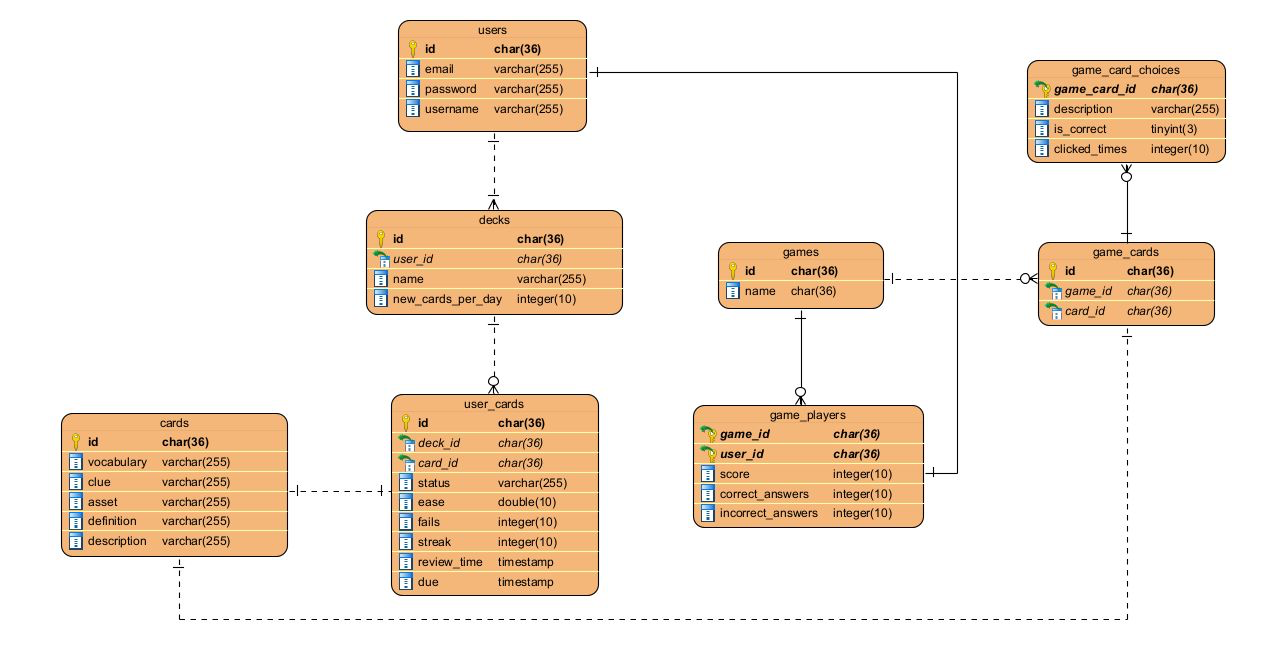 users
id char(36)
email varchar(255)
password varchar(255)
username varchar(255)
game_card_choices
game_card_id char(36)
description varchar(255)
is_correct tinyint(3)
clicked_times integer(10)
decks
id char(36)
user_id char(36)
name varchar(255)
new_cards_per_day integer(10)
games
id char(36)
name char(36)
game_cards
id char(36)
game_id char(36)
card_id char(36)
cards
id char(36)
vocabulary varchar(255)
clue varchar(255)
asset varchar(255)
definition varchar(255)
description varchar(255)
user_cards
id char(36)
deck_id char(36)
card_id char(36)
status varchar(255)
ease double(10)
fails integer(10)
streak integer(10)
review_time timestamp
due timestamp
game_players
game_id char(36)
user_id char(36)
score integer(10)
correct_answers integer(10)
incorrect_answers integer(10)